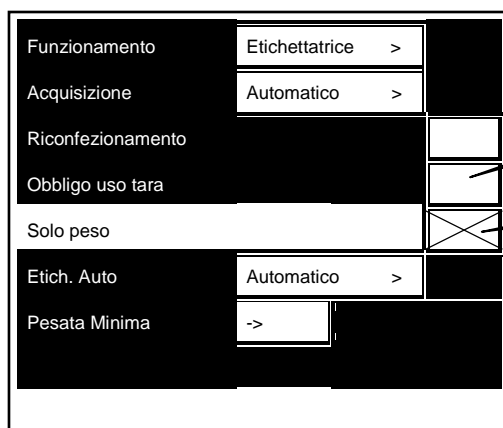 Funzionamento Etichettatrice >
Acquisizione Automatico >
Riconfezionamento
Obbligo uso tara
Solo peso
Etich. Auto Automatico >
Pesata Minima ->